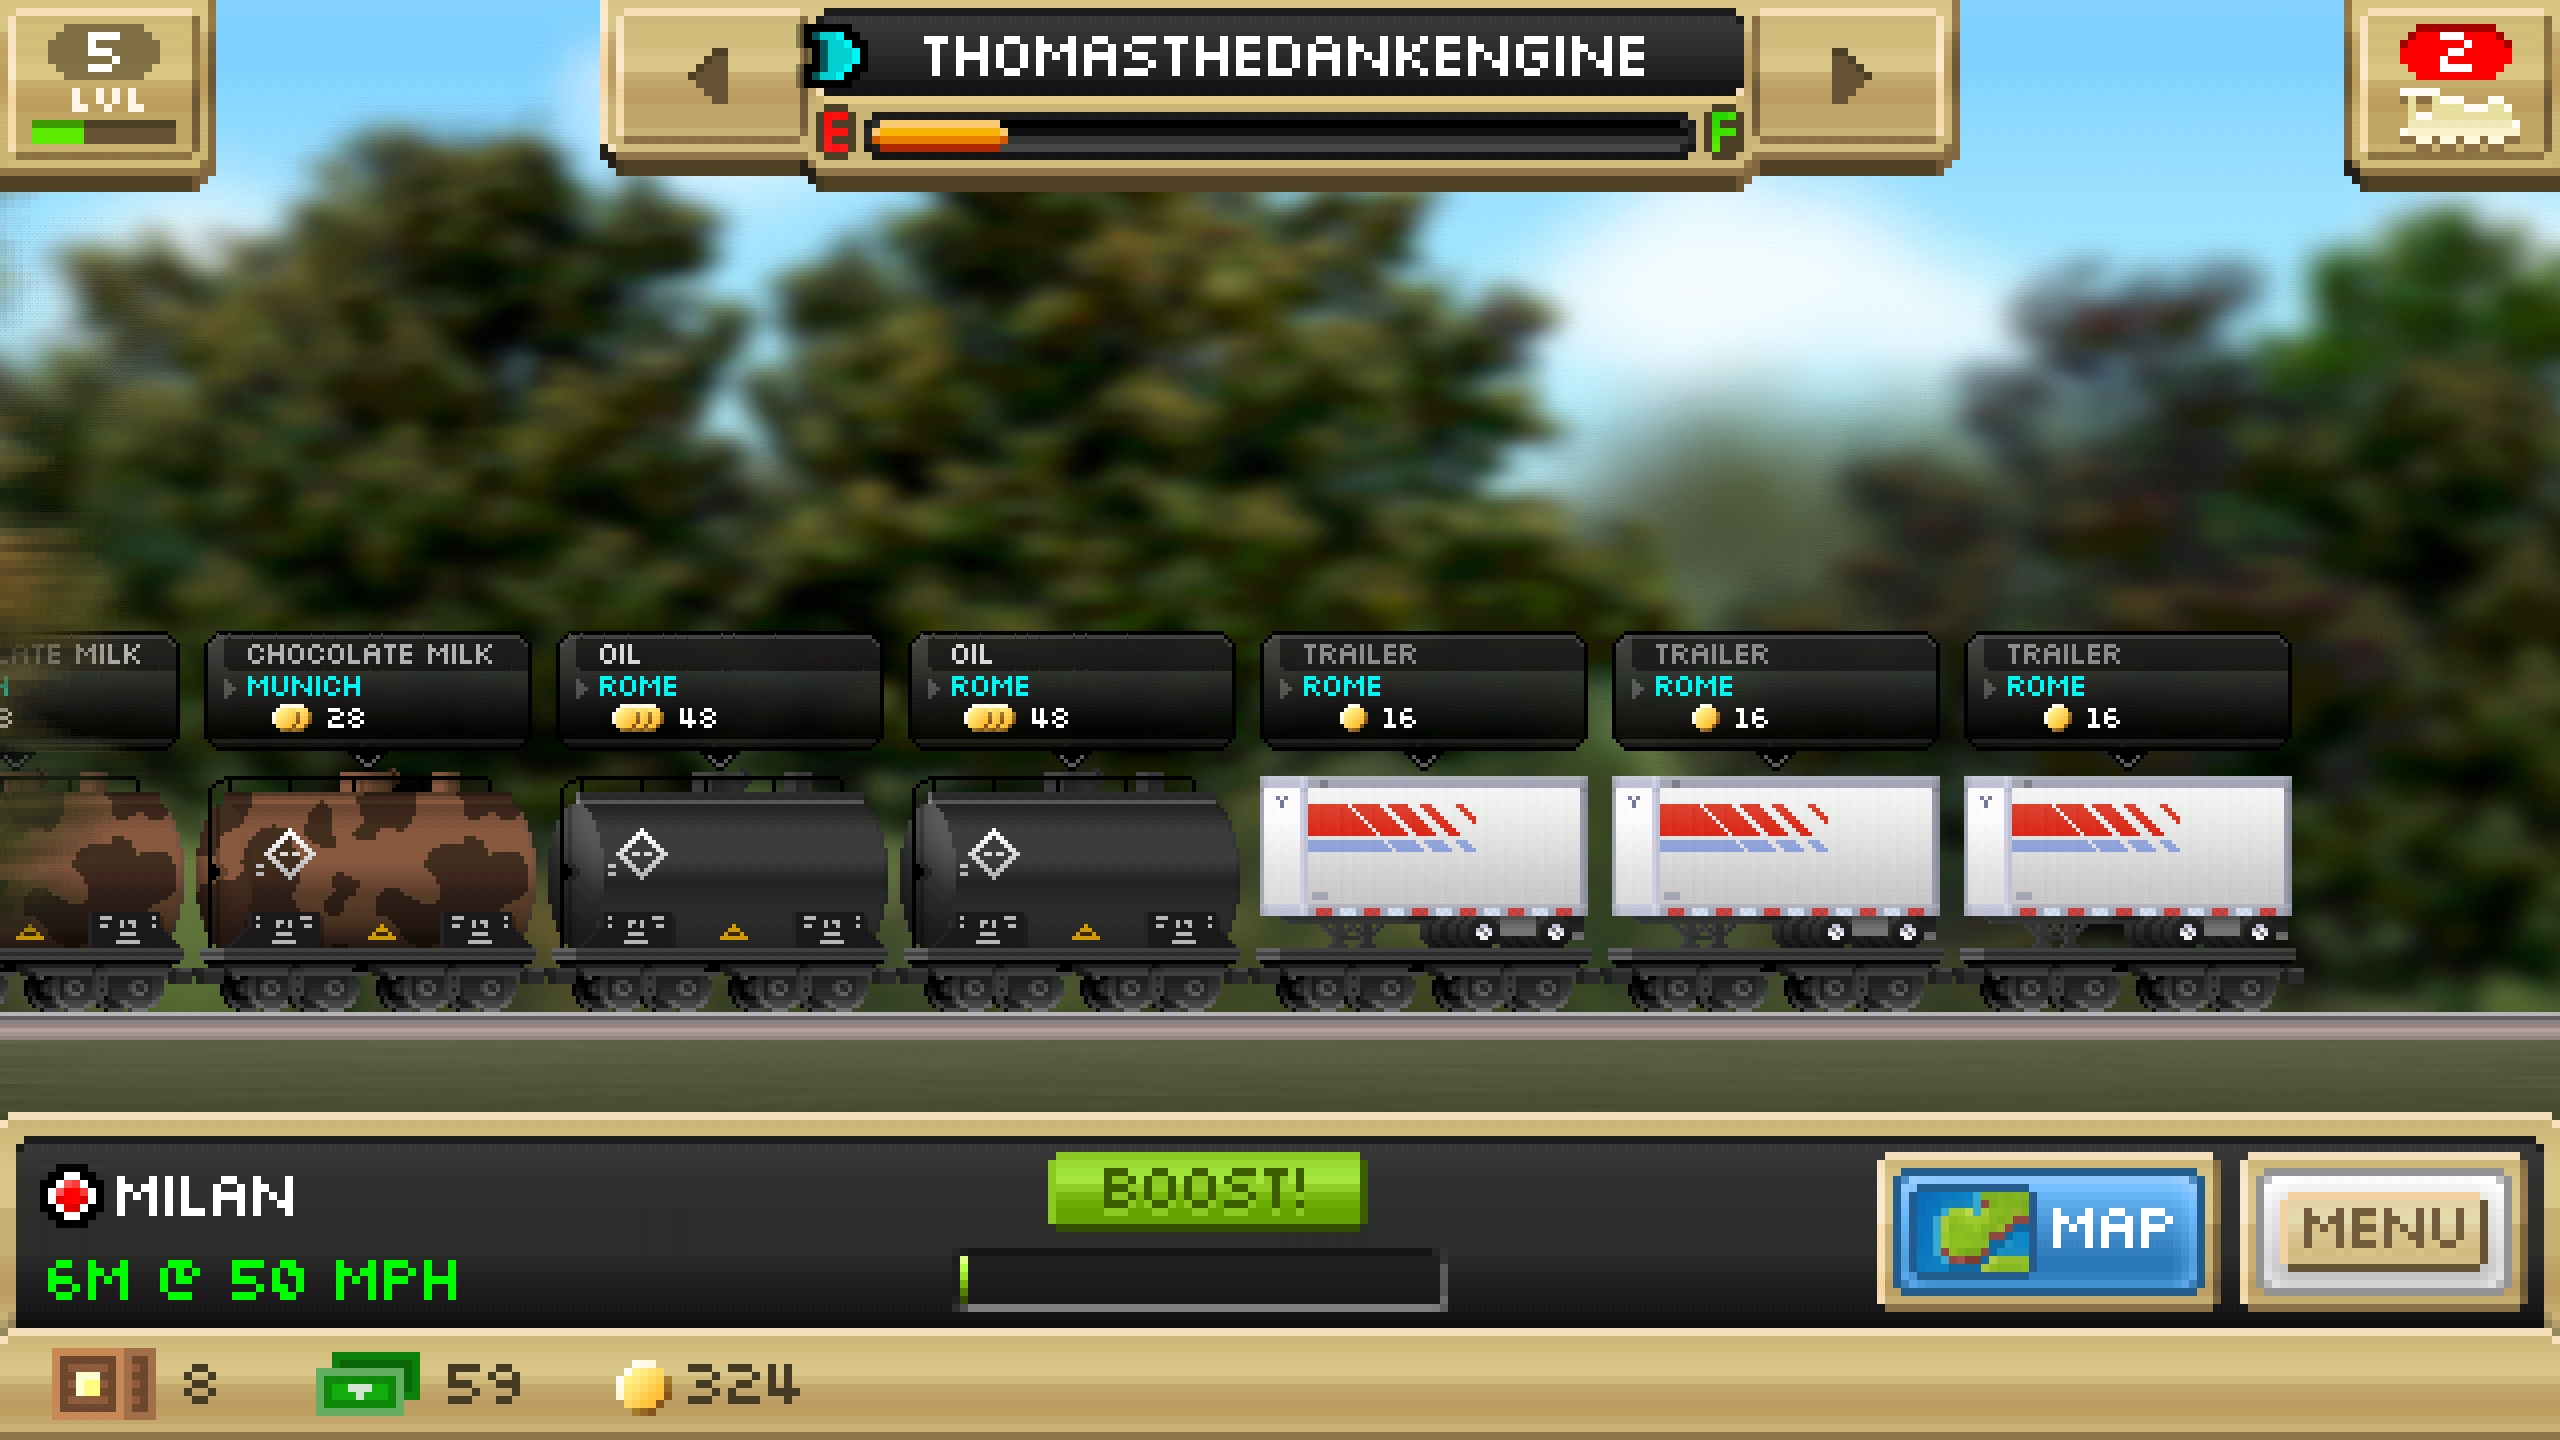 5
LVL
THOMASTHEDANKENGINE
E
F
2
MILK
CHOCOLATE MILK
MUNICH
28
OIL
ROME
48
OIL
ROME
48
TRAILER
ROME
16
TRAILER
ROME
16
TRAILER
ROME
16
MILAN
BOOST!
MAP
MENU
6M @ 50 MPH
8
59
324